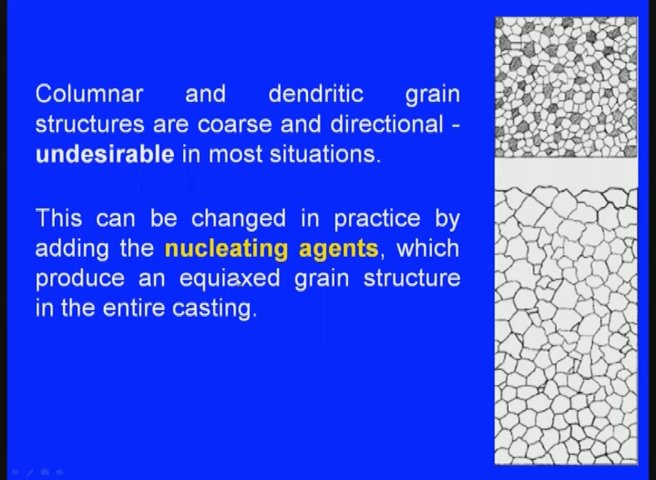 Columnar and dendritic grain
structures are coarse and directional -
undesirable in most situations.
This can be changed in practice by
adding the nucleating agents, which
produce an equiaxed grain structure
in the entire casting.